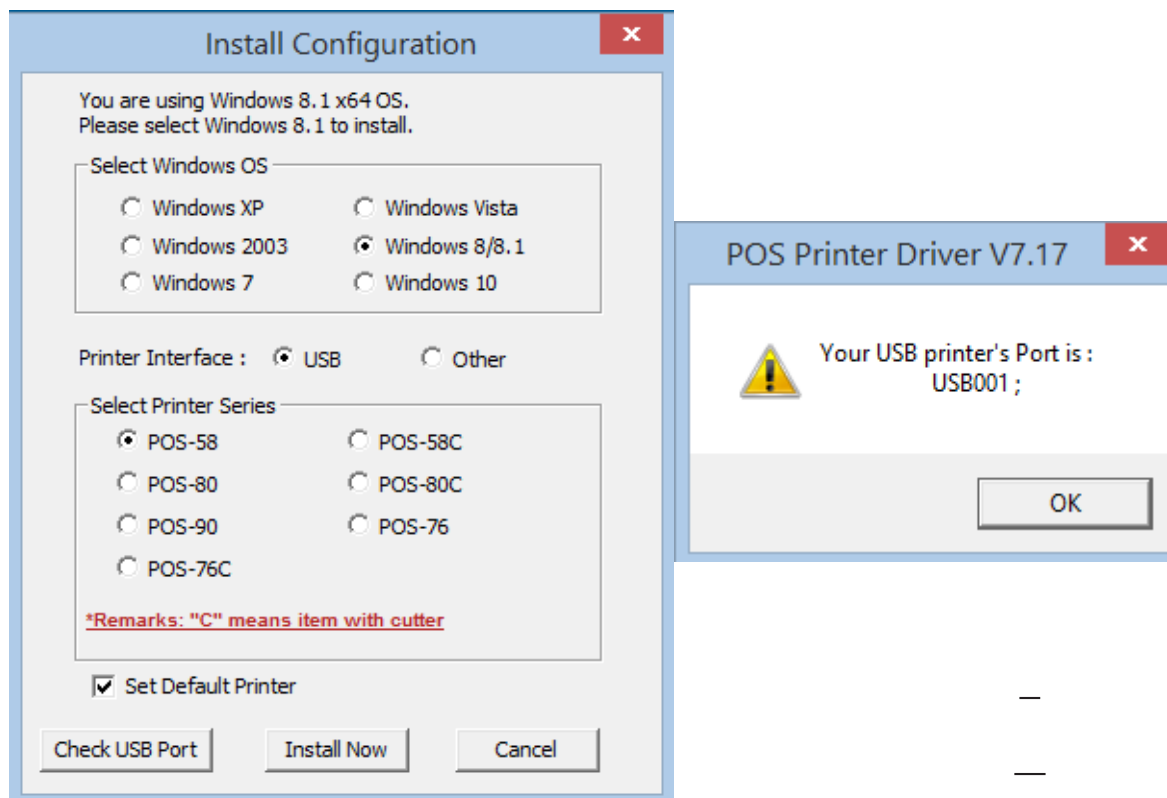 Install Configuration
You are using Windows 8.1 x64 OS.
Please select Windows 8.1 to install.
Select Windows OS
Windows XP
Windows Vista
Windows 2003
Windows 8/8.1
Windows 7
Windows 10
Printer Interface :
USB
Other
Select Printer Series
POS-58
POS-58C
POS-80
POS-80C
POS-90
POS-76
POS-76C
*Remarks: "C" means item with cutter
Set Default Printer
Check USB Port
Install Now
Cancel
POS Printer Driver V7.17
Your USB printer's Port is :
USB001 ;
OK